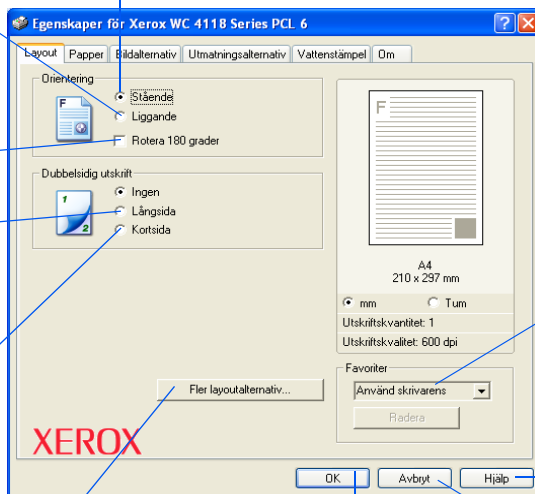 Egenskaper för Xerox WC 4118 Series PCL 6
Layout Papper Bildalternativ Utmatningsalternativ Vattenstämpel Om
Orientering
F
Stående
Liggande
Rotera 180 grader
Dubbelsidig utskrift
1
2
Ingen
Långsida
Kortsida
Fler layoutalternativ...
XEROX
F
A4
210 x 297 mm
mm Tum
Utskriftskvantitet: 1
Utskriftskvalitet: 600 dpi
Favoriter
Använd skrivarens
Radera
OK Avbryt Hjälp